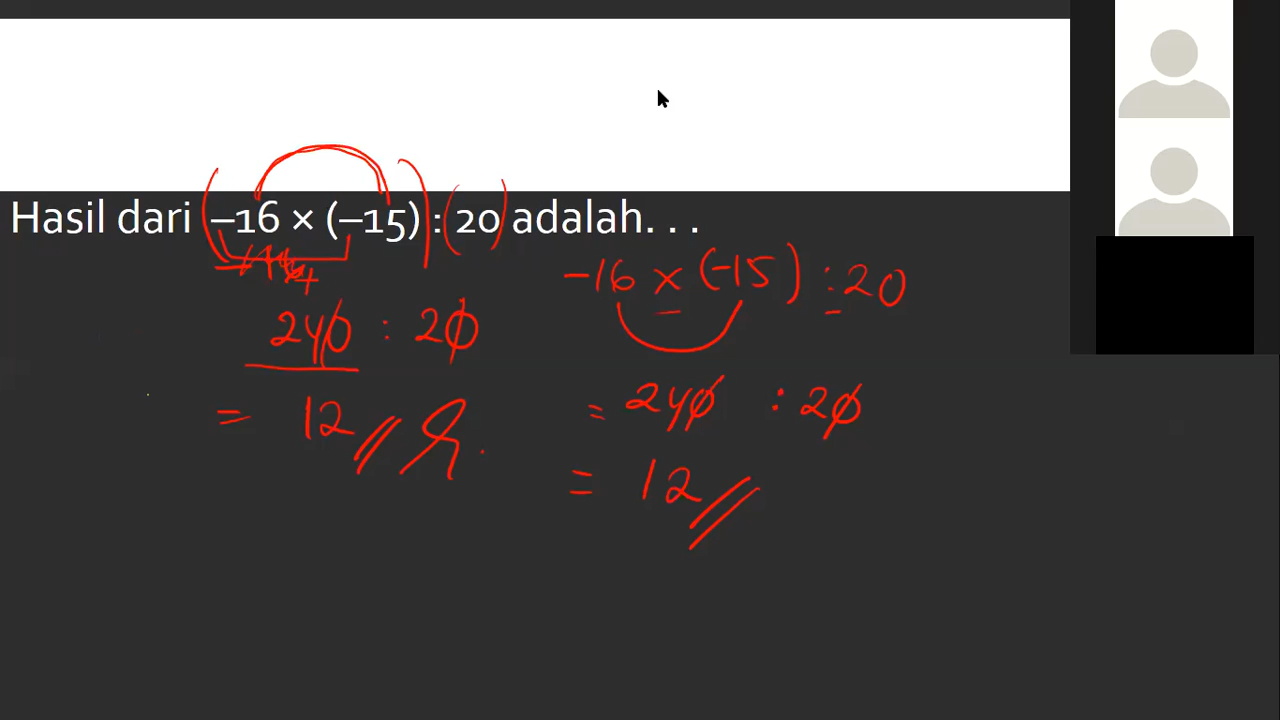 Hasil dari –16 × (–15) : 20 adalah. . .
240 : 20
= 12
-16 × (-15) : 20
= 240 : 20
= 12